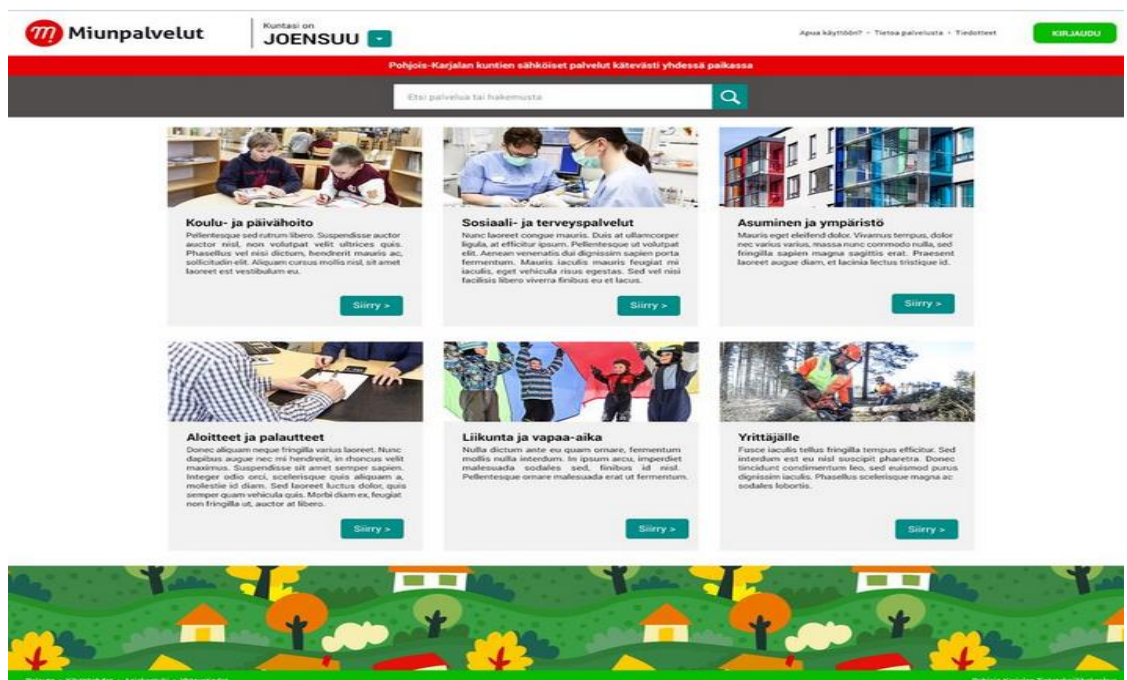 Miunpalvelut
Kuntasi on
JOENSUU
Apua käyttöön? • Tietoa palvelusta • Tiedotteet
KIRJAUDU
Pohjois-Karjalan kuntien sähköiset palvelut kätevästi yhdessä paikassa
Etsi palvelua tai hakemusta
Koulu- ja päivähoito
Pellentesque sed rutrum libero. Suspendisse auctor
auctor nisl, non volutpat velit ultrices quis.
Phasellus vel nisi dictum, hendrerit mauris ac,
sollicitudin elit. Aliquam cursus mollis nisl, sit amet
laoreet est vestibulum eu.
Siirry >
Sosiaali- ja terveyspalvelut
Nunc laoreet congue mauris. Duis at ullamcorper
ligula, at efficitur ipsum. Pellentesque ut volutpat
elit. Aenean venenatis dui dignissim sapien porta
fermentum. Mauris iaculis mauris feugiat mi
iaculis, eget vehicula risus egestas. Sed vel nisi
facilisis libero viverra finibus eu et lacus.
Siirry >
Asuminen ja ympäristö
Mauris eget eleifend dolor. Vivamus tempus, dolor
nec varius varius, massa nunc commodo nulla, sed
fringilla sapien magna sagittis erat. Praesent
laoreet augue diam, et lacinia lectus tristique id.
Siirry >
Aloitteet ja palautteet
Donec aliquam neque fringilla varius laoreet. Nunc
dapibus augue nec mi hendrerit, in rhoncus velit
maximus. Suspendisse sit amet semper sapien.
Integer odio orci, scelerisque quis aliquam a,
molestie id diam. Sed laoreet luctus dolor, quis
semper quam vehicula quis. Morbi diam ex, feugiat
non fringilla ut, auctor at libero.
Siirry >
Liikunta ja vapaa-aika
Nulla dictum ante eu quam ornare, fermentum
mollis nulla interdum. In ipsum arcu, imperdiet
malesuada sodales sed, finibus id nisl.
Pellentesque ornare malesuada erat ut fermentum.
Siirry >
Yrittäjälle
Fusce iaculis tellus fringilla tempus efficitur. Sed
interdum est eu nisl suscipit pharetra. Donec
tincidunt condimentum leo, sed euismod purus
dignissim iaculis. Phasellus scelerisque magna ac
sodales lobortis.
Siirry >